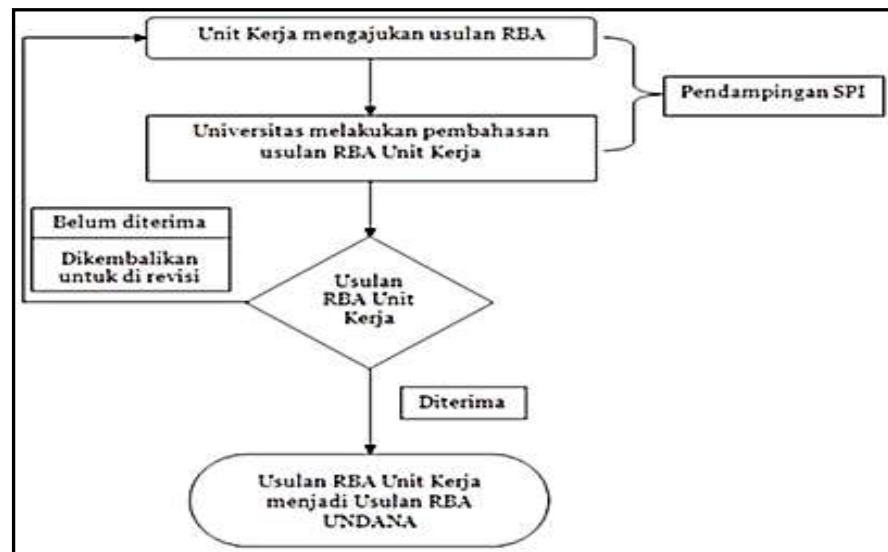 Unit Kerja mengajukan usulan RBA
Pendampingan SPI
Universitas melakukan pembahasan
usulan RBA Unit Kerja
Belum diterima
Dikembalikan
untuk di revisi
Usulan
RBA Unit
Kerja
Diterima
Usulan RBA Unit Kerja
menjadi Usulan RBA
UNDANA